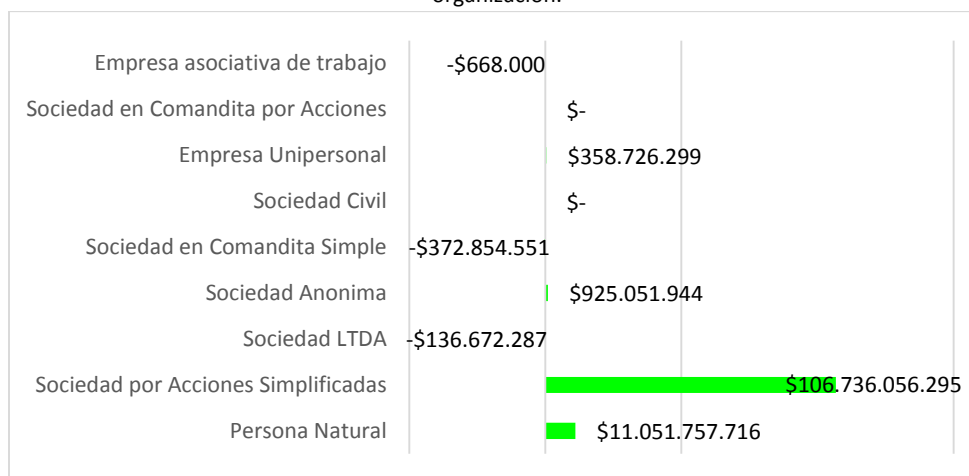 organización.
Empresa asociativa de trabajo -$668.000
Sociedad en Comandita por Acciones $-
Empresa Unipersonal $358.726.299
Sociedad Civil $-
Sociedad en Comandita Simple -$372.854.551
Sociedad Anonima $925.051.944
Sociedad LTDA -$136.672.287
Sociedad por Acciones Simplificadas $106.736.056.295
Persona Natural $11.051.757.716